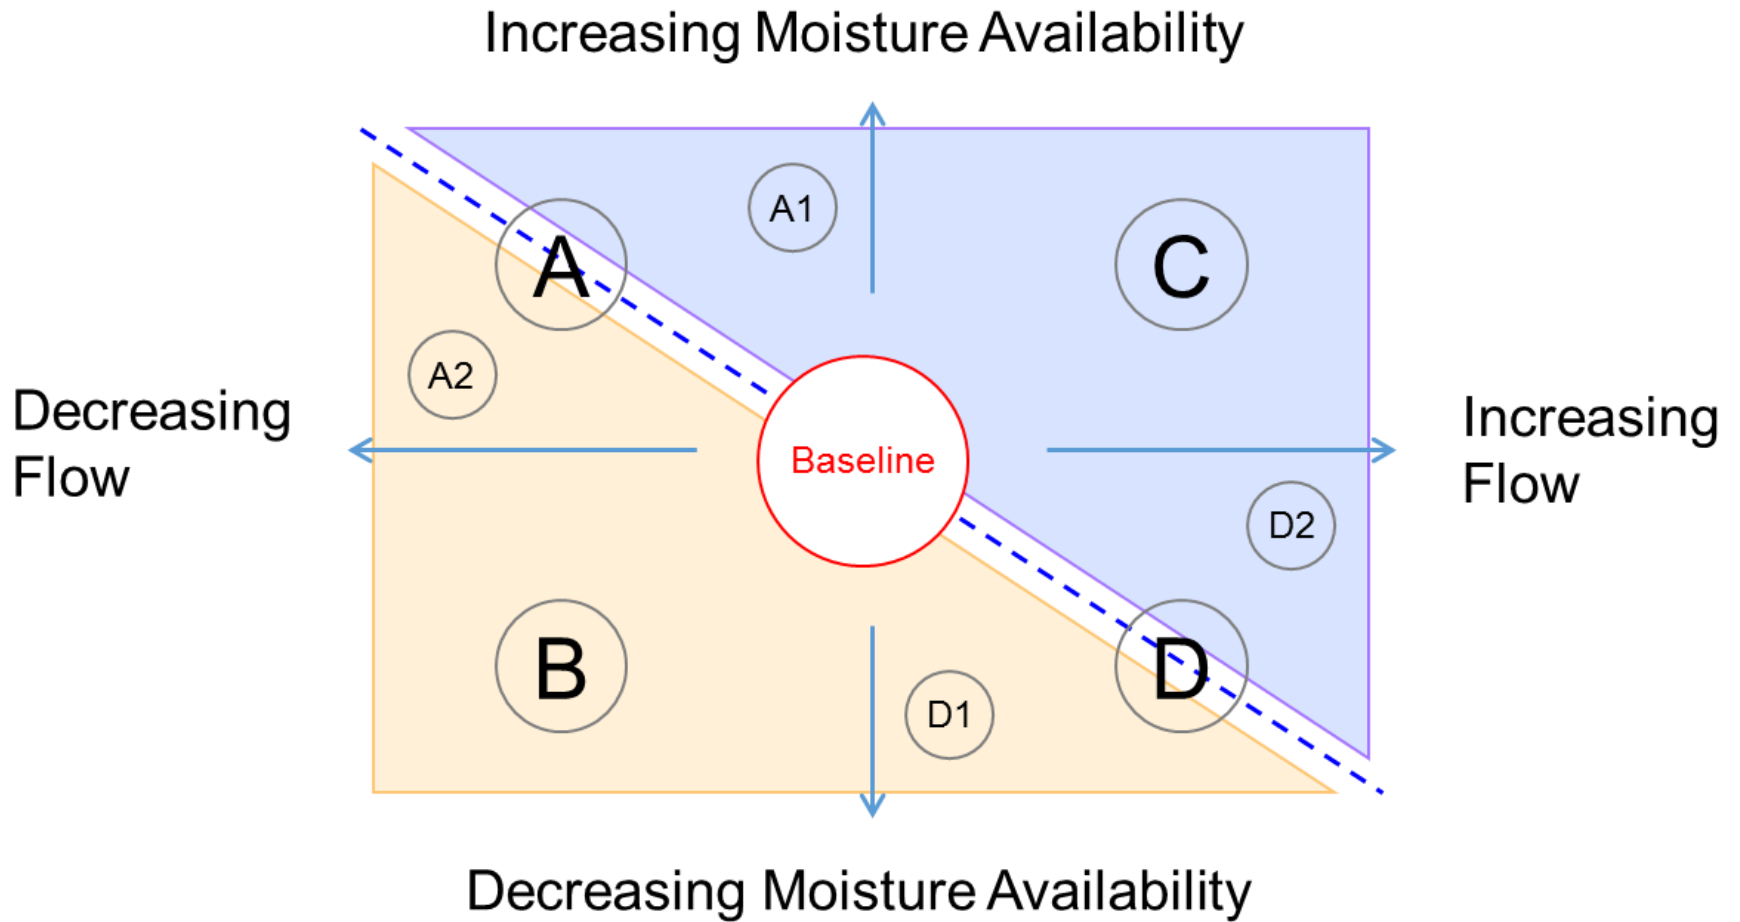 Increasing Moisture Availability
A1
A
C
A2
Decreasing
Flow
Baseline
Increasing
Flow
D2
B
D
D1
Decreasing Moisture Availability